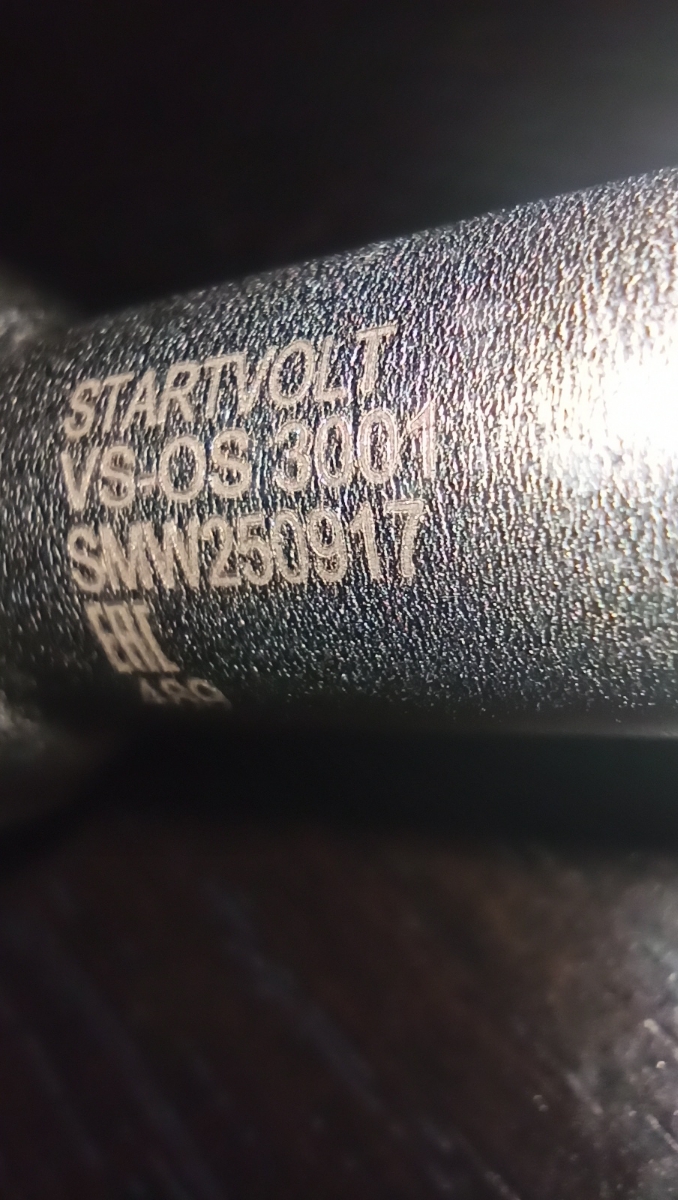 STARTVOLT
VS-OS 3001
SMW250917
EAC